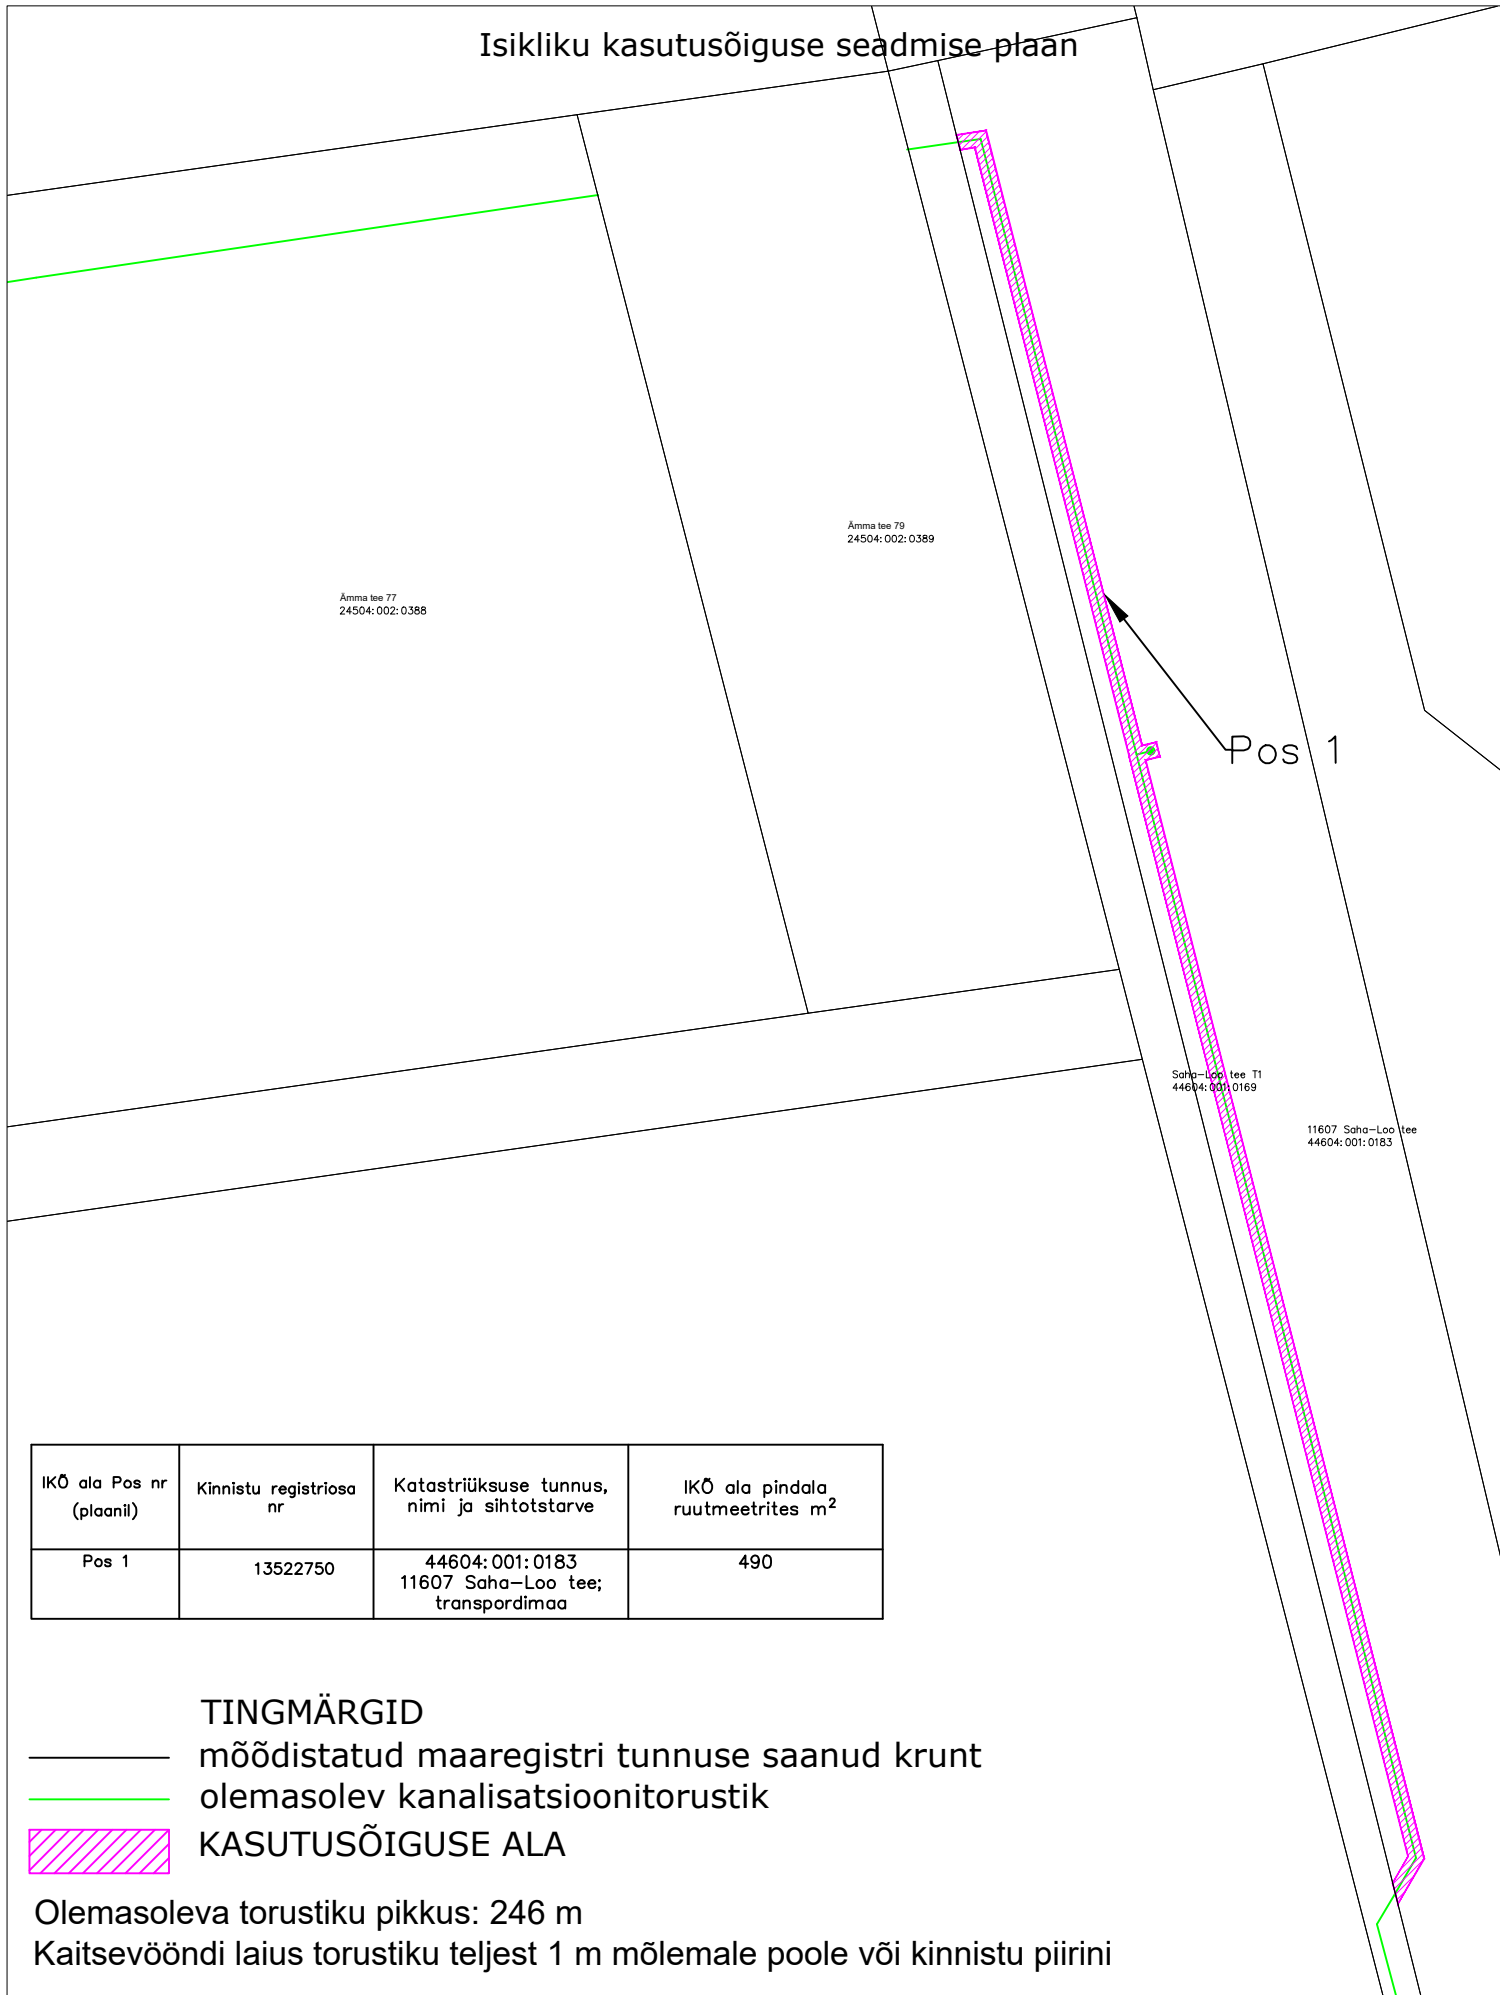 Isikliku kasutusõiguse seadmise plaan
Ämma tee 79
24504:002:0389
Ämma tee 77
24504:002:0388
Pos 1
Saha-Loo tee T1
44604:001:0169
11607 Saha-Loo tee
44604:001:0183
IKÕ ala Pos nr
(plaanil)
Kinnistu registriosa
nr
Katastriüksuse tunnus,
nimi ja sihtotstarve
IKÕ ala pindala
ruutmeetrites m²
Pos 1
13522750
44604:001:0183
11607 Saha-Loo tee;
transpordimaa
490
TINGMÄRGID
mõõdistatud maaregistri tunnuse saanud krunt
olemasolev kanalisatsioonitorustik
KASUTUSÕIGUSE ALA
Olemasoleva torustiku pikkus: 246 m
Kaitsevööndi laius torustiku teljest 1 m mõlemale poole või kinnistu piirini